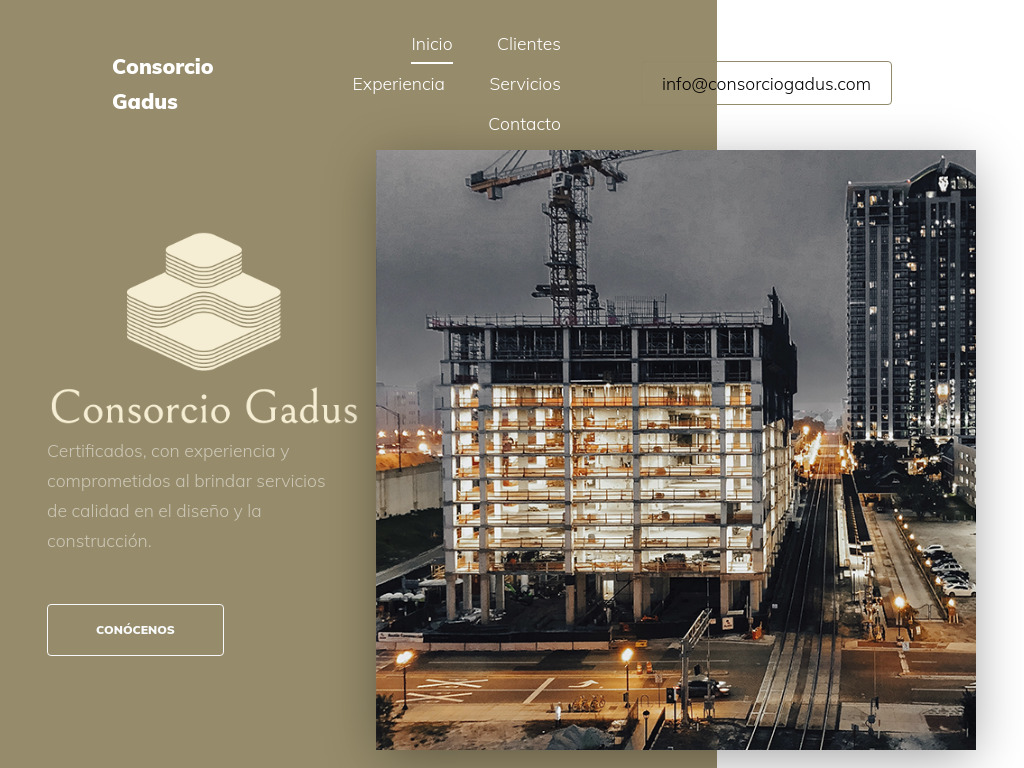 Consorcio
Gadus
Inicio
Clientes
Experiencia
Servicios
Contacto
info@consorciogadus.com
Consorcio Gadus
Certificados, con experiencia y
comprometidos al brindar servicios
de calidad en el diseño y la
construcción.
CONÓCENOS